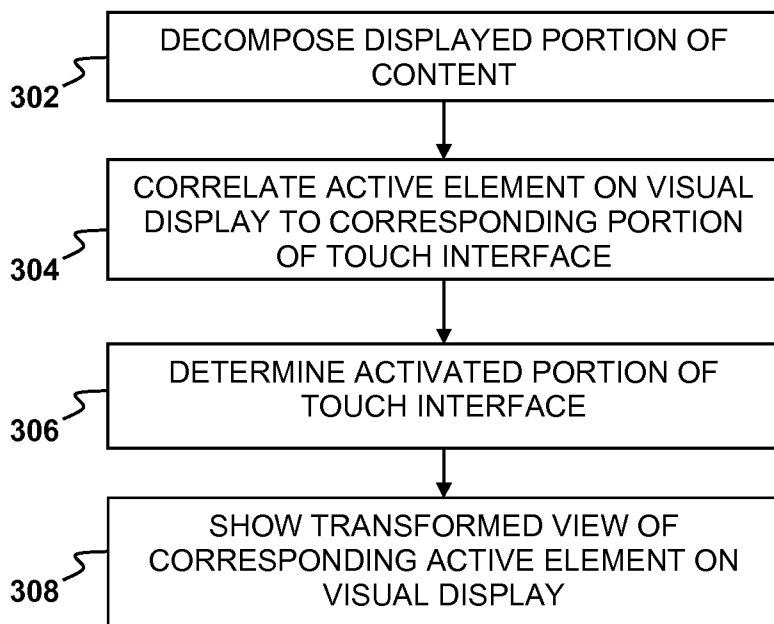 DECOMPOSE DISPLAYED PORTION OF
CONTENT
302
CORRELATE ACTIVE ELEMENT ON VISUAL
DISPLAY TO CORRESPONDING PORTION
OF TOUCH INTERFACE
304
DETERMINE ACTIVATED PORTION OF
TOUCH INTERFACE
306
SHOW TRANSFORMED VIEW OF
CORRESPONDING ACTIVE ELEMENT ON
VISUAL DISPLAY
308